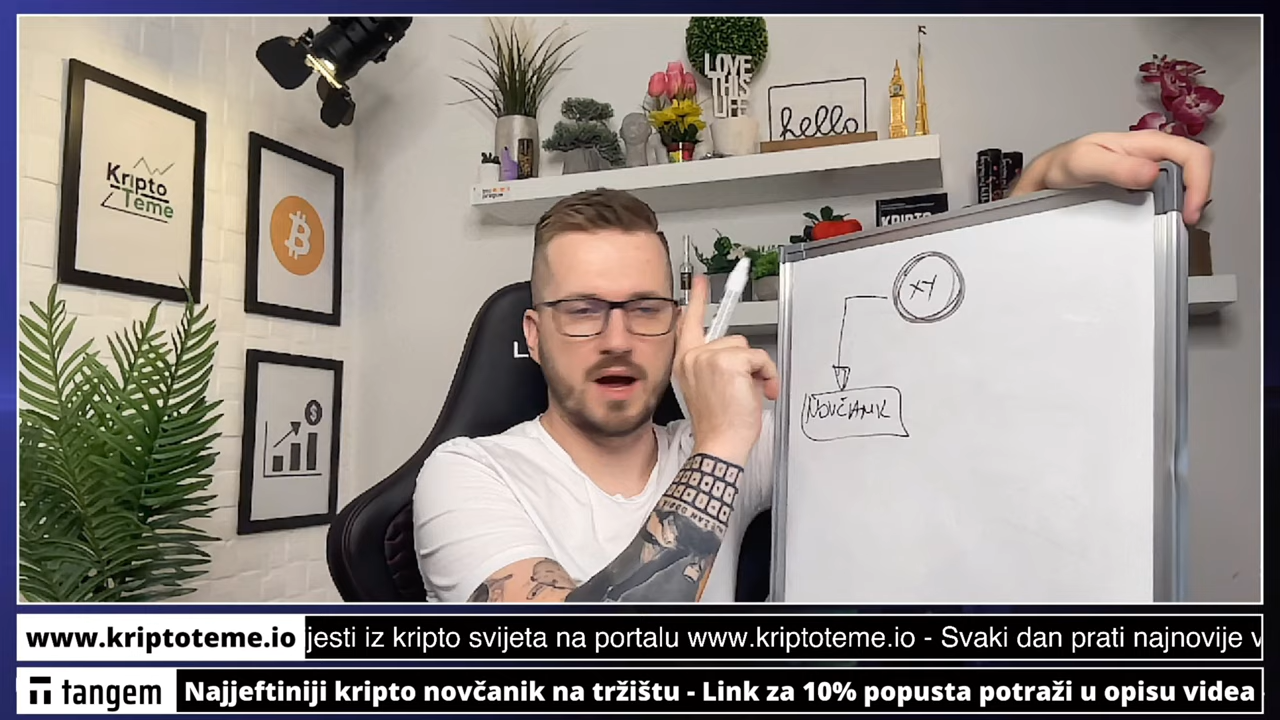 Kripto
Teme
LOVE
THIS
LIFE
hello
KRIPTO
L
XY
NOVČANIK
www.kriptoteme.io
jesti iz kripto svijeta na portalu www.kriptoteme.io - Svaki dan prati najnovije v
tangem
Najjeftiniji kripto novčanik na tržištu - Link za 10% popusta potraži u opisu videa